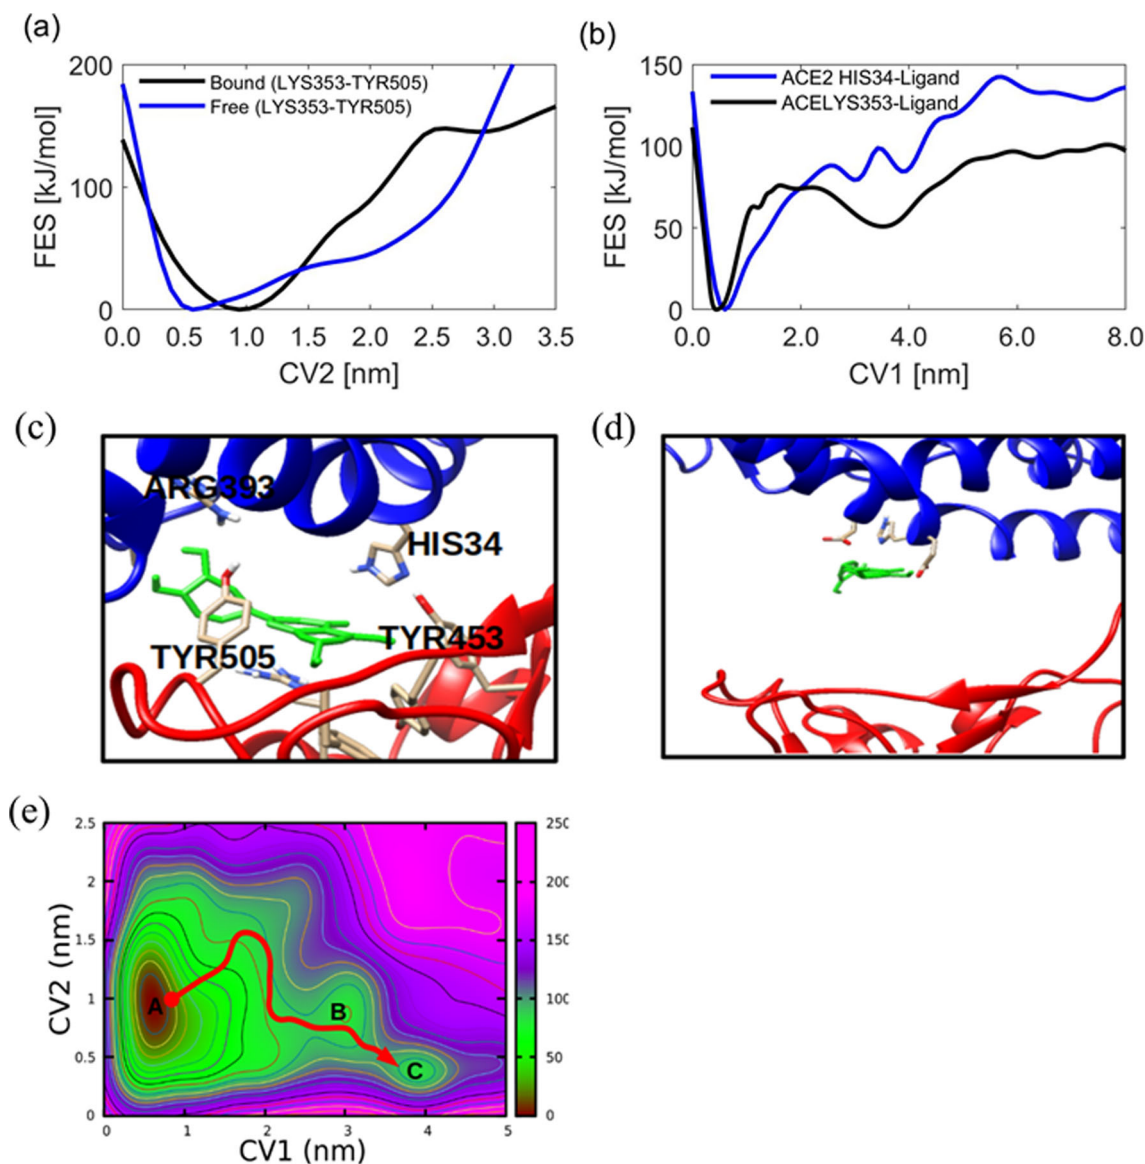 (a)
200
100
0
FES [kJ/mol]
Bound (LYS353-TYR505)
Free (LYS353-TYR505)
0.0 0.5 1.0 1.5 2.0 2.5 3.0 3.5
CV2 [nm]
(b)
150
100
50
0
FES [kJ/mol]
ACE2 HIS34-Ligand
ACELYS353-Ligand
0.0 2.0 4.0 6.0 8.0
CV1 [nm]
(c)
ARG393
HIS34
TYR453
TYR505
(d)
(e)
2.5
2
1.5
1
0.5
0
CV2 (nm)
A
B
C
0 1 2 3 4 5
CV1 (nm)
25
20
15
10
50
0